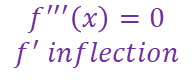 f'''(x) = 0
f' inflection